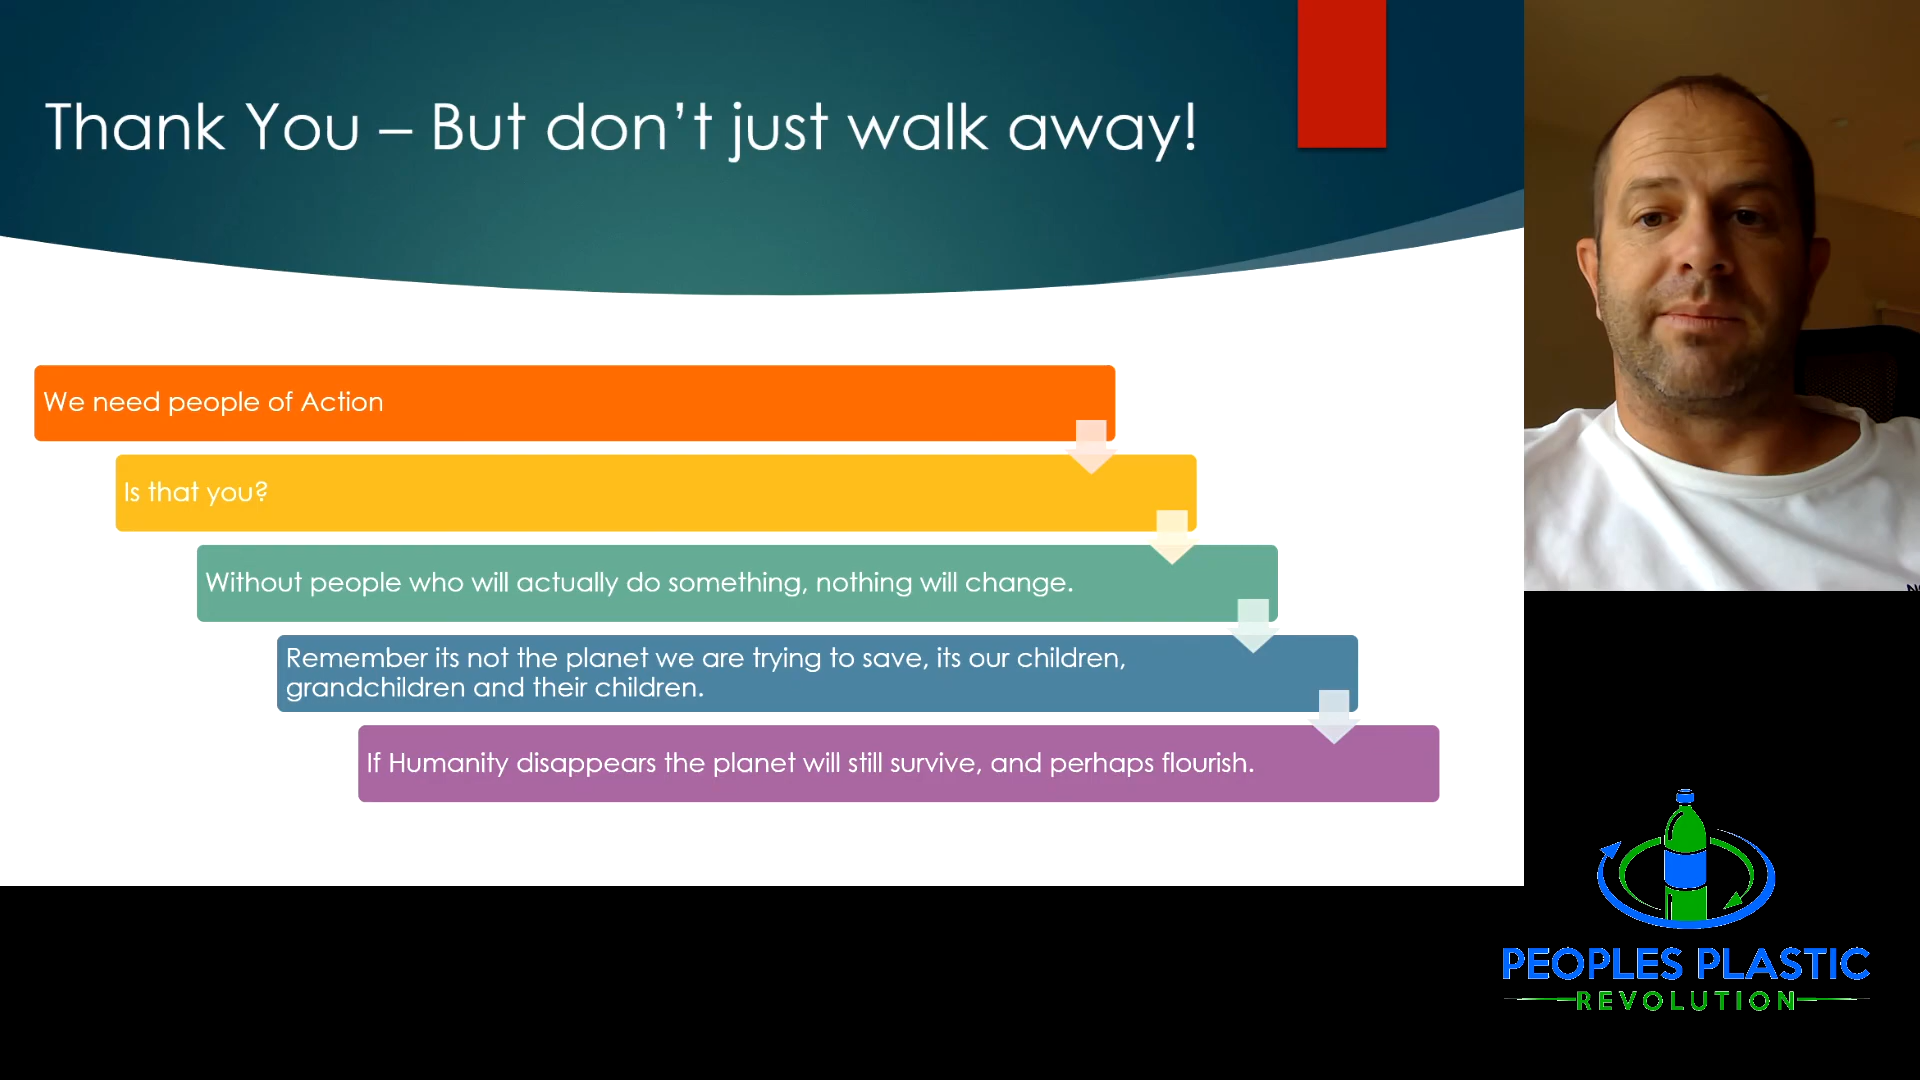 Thank You – But don’t just walk away!
We need people of Action
Is that you?
Without people who will actually do something, nothing will change.
Remember its not the planet we are trying to save, its our children,
grandchildren and their children.
If Humanity disappears the planet will still survive, and perhaps flourish.
PEOPLES PLASTIC
REVOLUTION